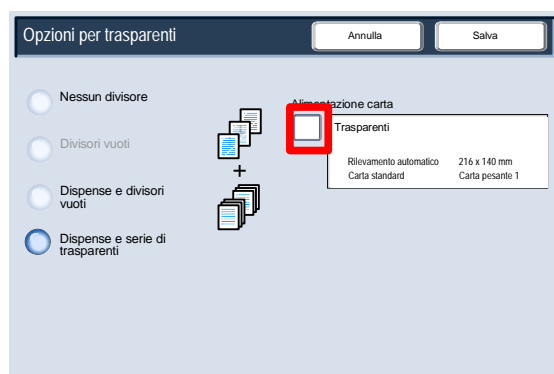 Opzioni per trasparenti
Annulla
Salva
Nessun divisore
Divisori vuoti
Dispense e divisori
vuoti
Dispense e serie di
trasparenti
+
Alimentazione carta
Trasparenti
Rilevamento automatico 216 x 140 mm
Carta standard Carta pesante 1